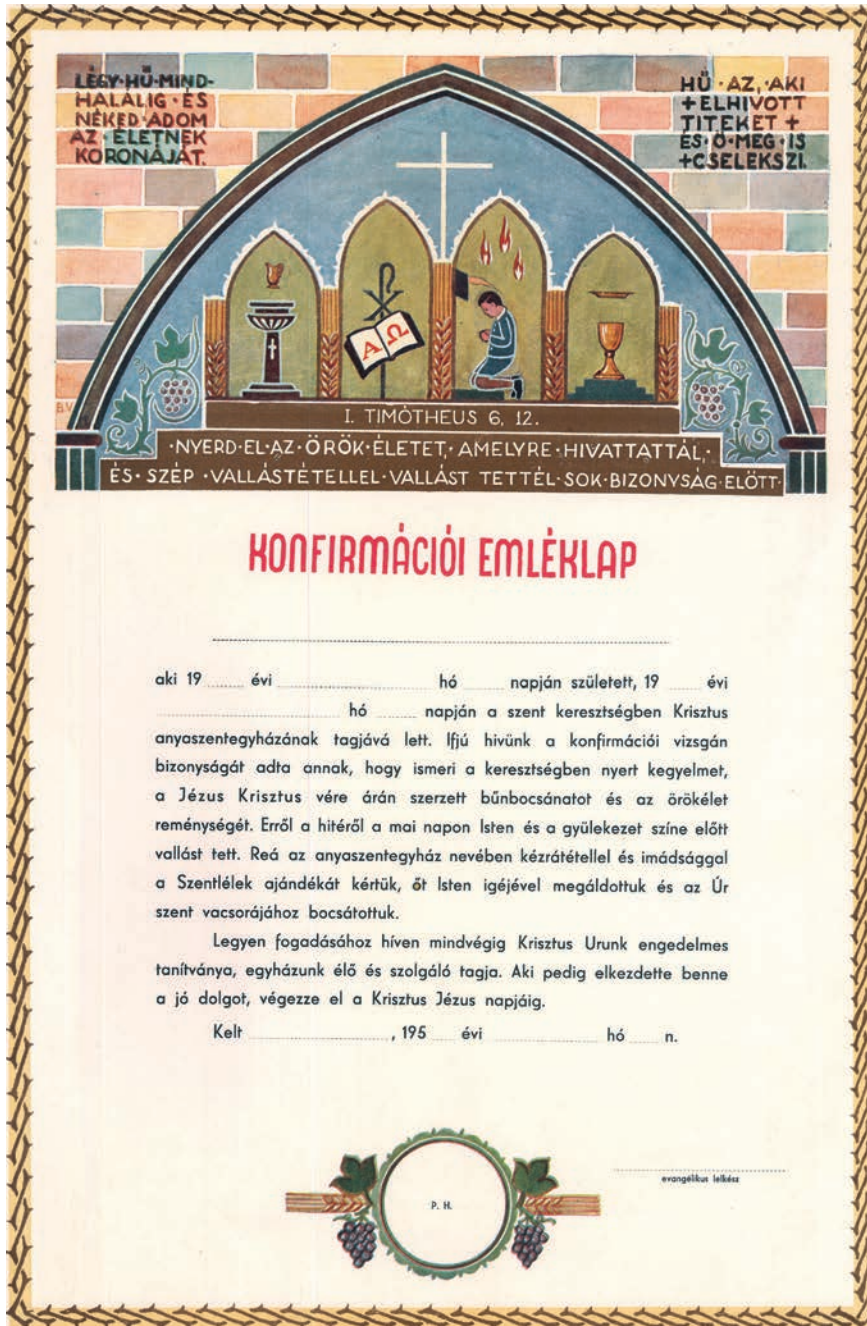 LÉGY·HŰ·MIND-
HALÁLIG·ÉS
NÉKED·ADOM
AZ·ÉLETNEK
KORONÁJÁT.
HŰ·AZ,·AKI
+ELHIVOTT
TITEKET+
ÉS·Ő·MEG·IS
+CSELEKSZI.
Α Ω
B.V.
I. TIMÓTHEUS 6, 12.
·NYERD·EL·AZ·ÖRÖK·ÉLETET,·AMELYRE·HIVATTATTÁL,·
ÉS·SZÉP·VALLÁSTÉTELLEL·VALLÁST TETTÉL·SOK·BIZONYSÁG·ELŐTT·
KONFIRMÁCIÓI EMLÉKLAP
aki 19 ........ évi ........ hó ........ napján született, 19 ........ évi
........ hó ........ napján a szent keresztségben Krisztus
anyaszentegyházának tagjává lett. Ifjú hivünk a konfirmációi vizsgán
bizonyságát adta annak, hogy ismeri a keresztségben nyert kegyelmet,
a Jézus Krisztus vére árán szerzett bűnbocsánatot és az örökélet
reménységét. Erről a hitéről a mai napon Isten és a gyülekezet színe előtt
vallást tett. Reá az anyaszentegyház nevében kézrátétellel és imádsággal
a Szentlélek ajándékát kértük, őt Isten igéjével megáldottuk és az Úr
szent vacsorájához bocsátottuk.
Legyen fogadásához híven mindvégig Krisztus Urunk engedelmes
tanítványa, egyházunk élő és szolgáló tagja. Aki pedig elkezdette benne
a jó dolgot, végezze el a Krisztus Jézus napjáig.
Kelt ........, 195 ........ évi ........ hó ........ n.
evangélikus lelkész
P. H.